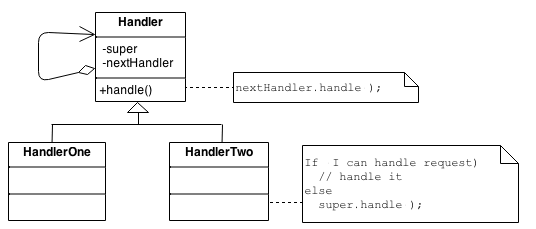 Handler
-super
-nextHandler
+handle()
nextHandler.handle );
HandlerOne
HandlerTwo
If  I can handle request)
// handle it
else
super.handle );